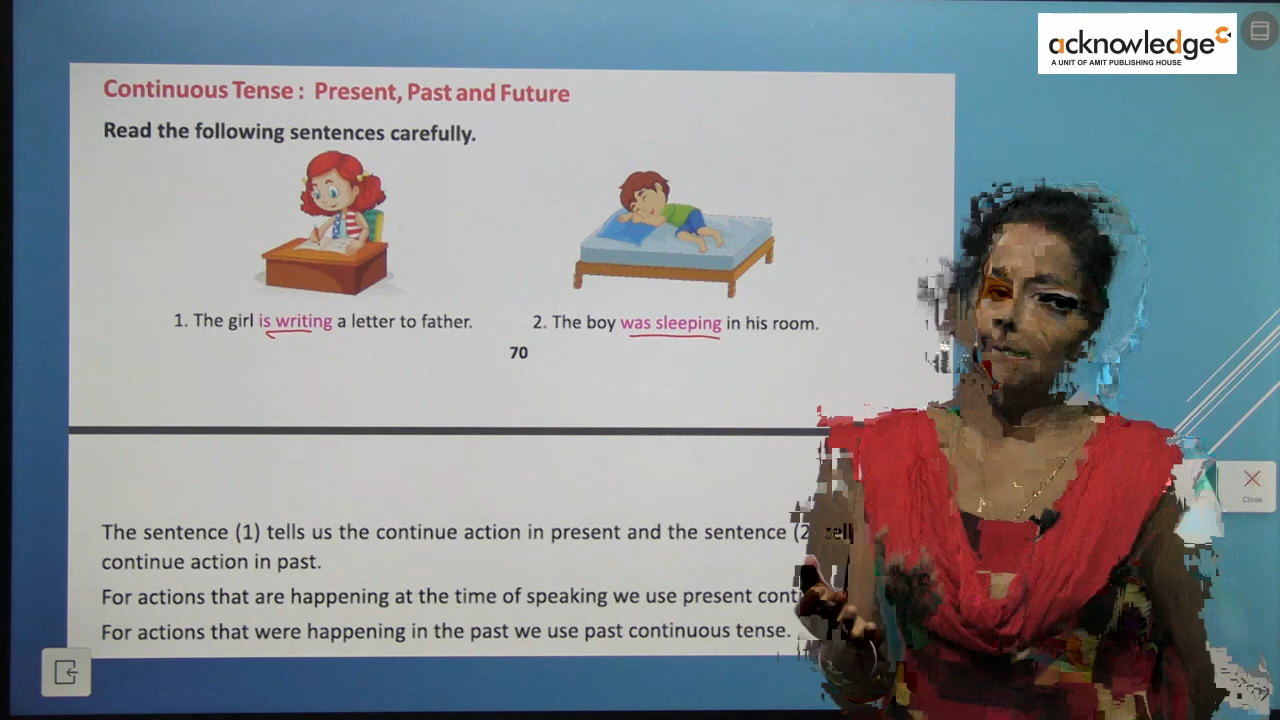 acknowledge
A UNIT OF AMIT PUBLISHING HOUSE
Continuous Tense : Present, Past and Future
Read the following sentences carefully.
1. The girl is writing a letter to father.
2. The boy was sleeping in his room.
70
The sentence (1) tells us the continue action in present and the sentence (2
continue action in past.
For actions that are happening at the time of speaking we use present
For actions that were happening in the past we use past continuous tense.
Close